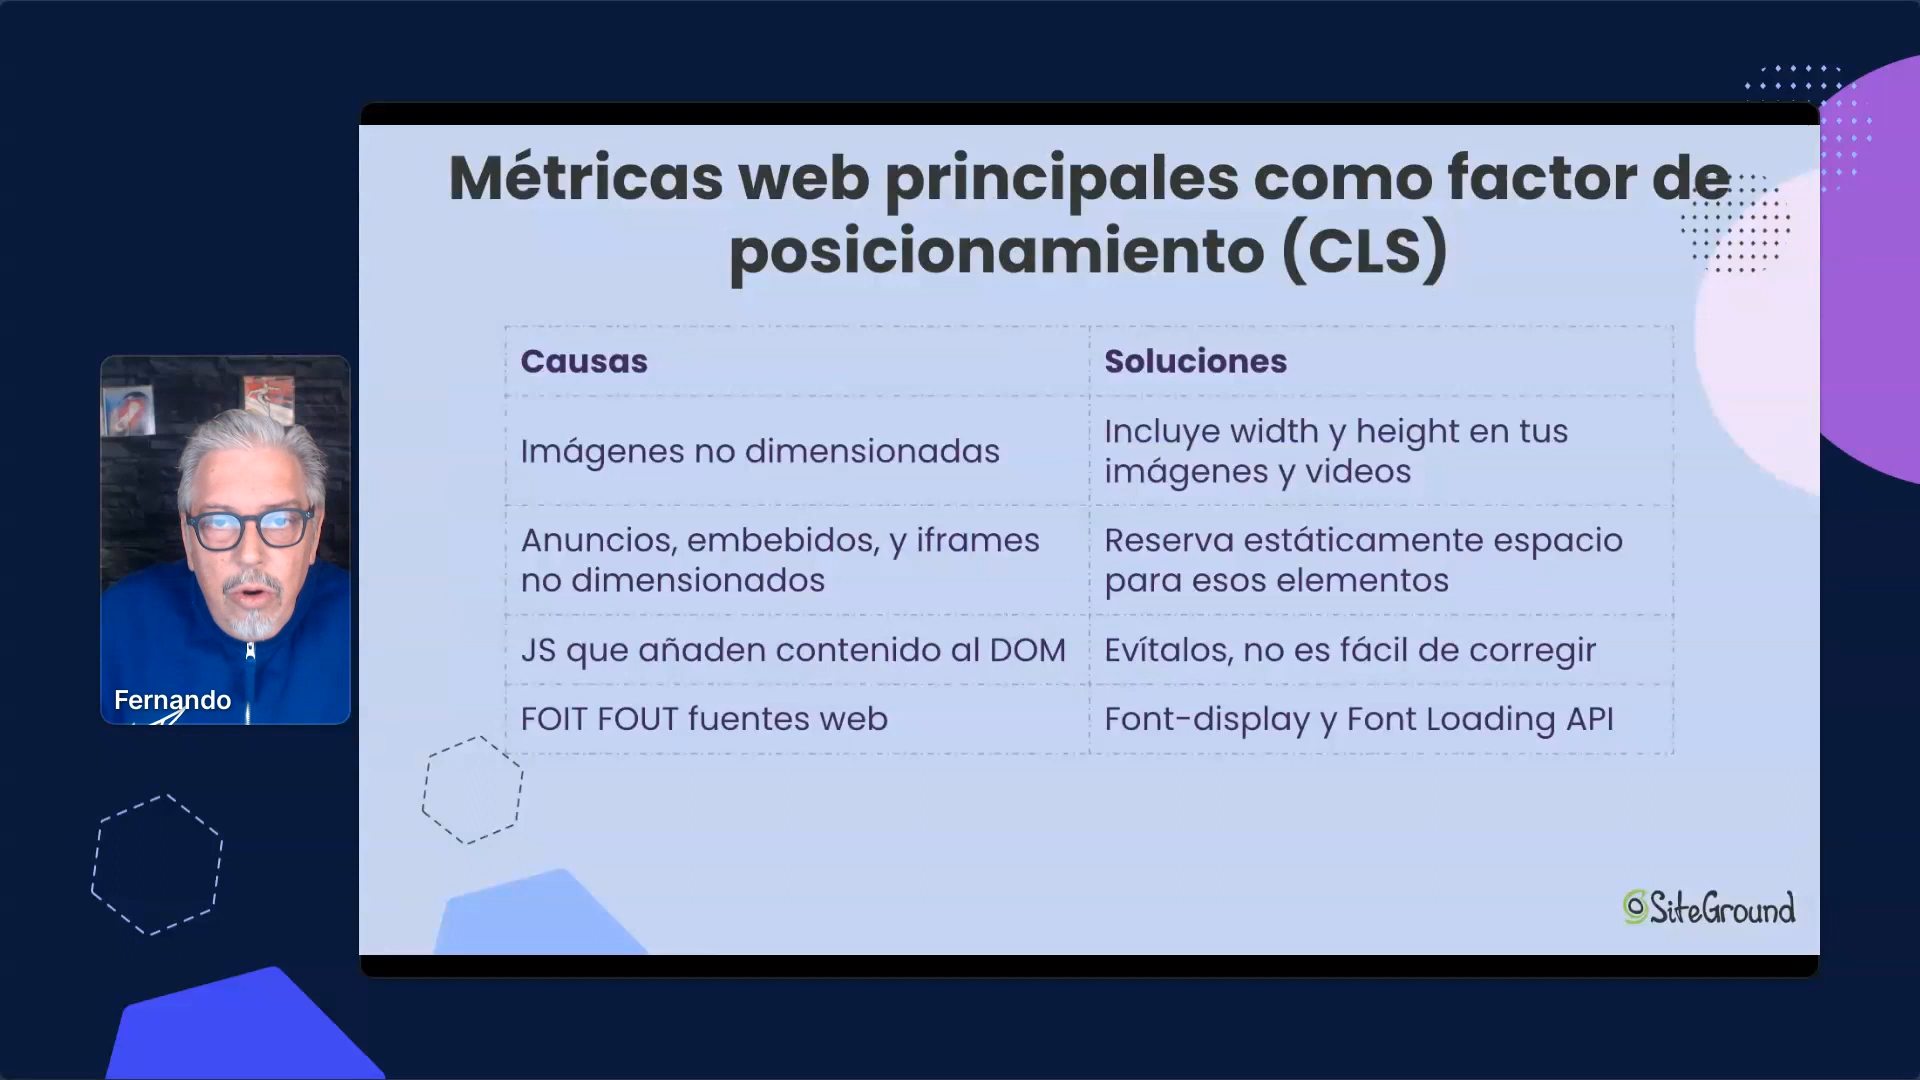 Métricas web principales como factor de
posicionamiento (CLS)
Causas
Soluciones
Imágenes no dimensionadas
Incluye width y height en tus
imágenes y videos
Anuncios, embebidos, y iframes
no dimensionados
Reserva estáticamente espacio
para esos elementos
JS que añaden contenido al DOM
Evítalos, no es fácil de corregir
FOIT FOUT fuentes web
Font-display y Font Loading API
Fernando
SiteGround